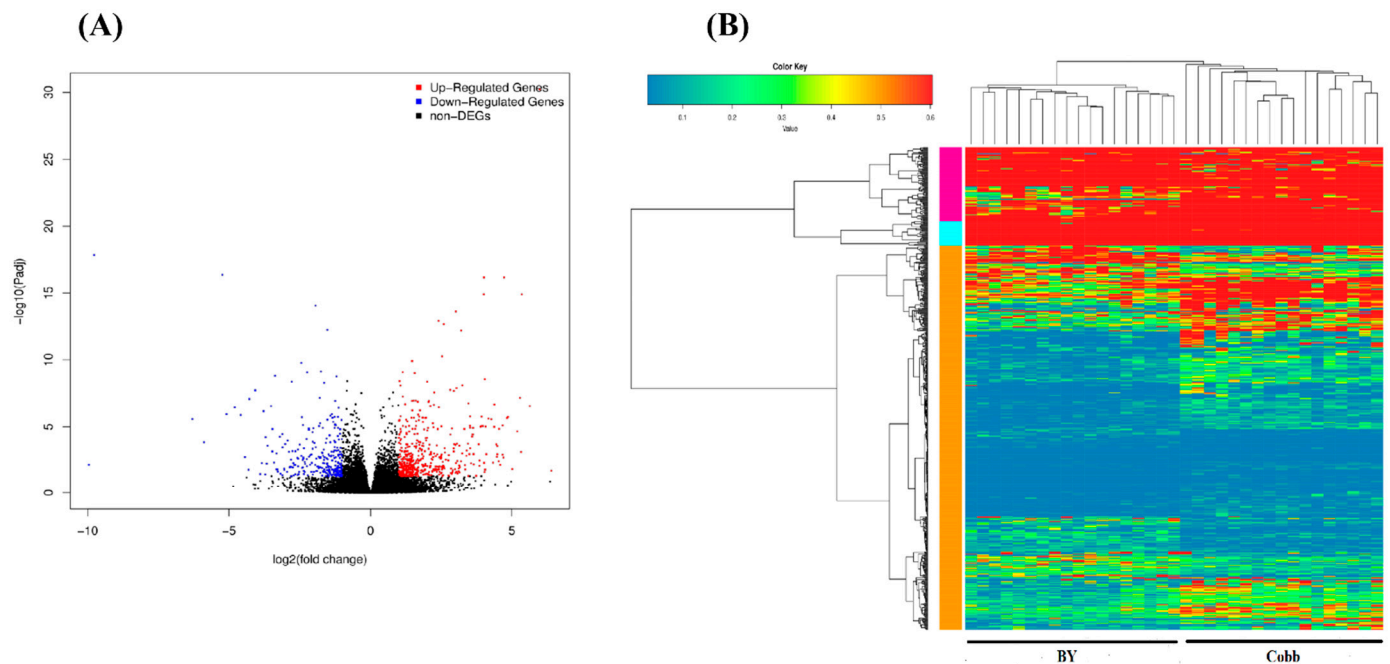 (A)
(B)
Up-Regulated Genes
Down-Regulated Genes
non-DEGs
30
25
20
15
10
5
0
-log10(Padj)
-10
-5
0
5
log2(fold change)
Color Key
0.1
0.2
0.3
0.4
0.5
0.6
Value
BY
Cobb